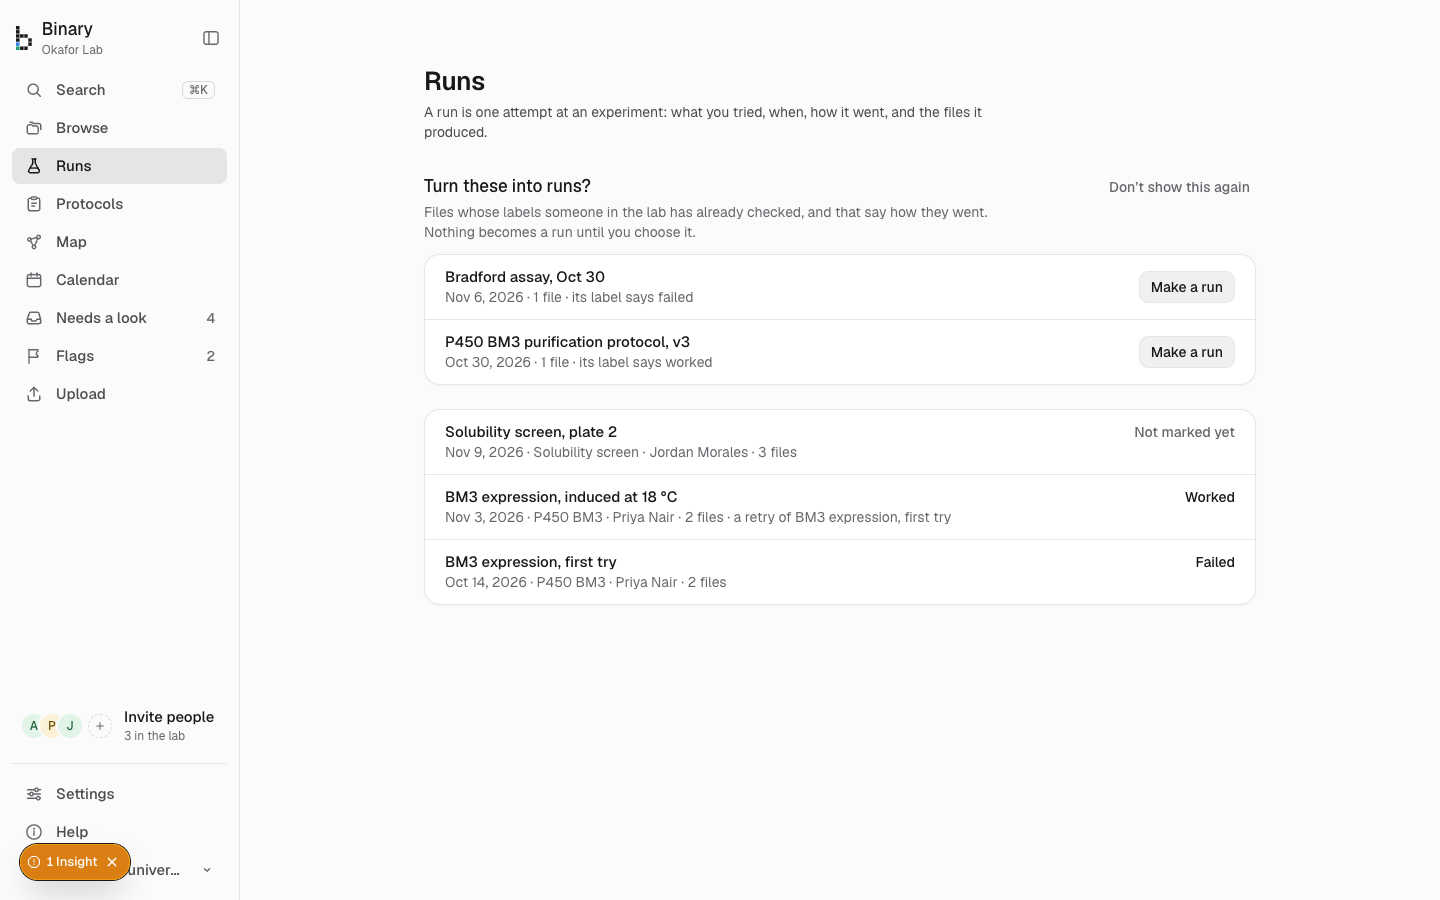 Binary
Okafor Lab
Search ⌘K
Browse
Runs
Protocols
Map
Calendar
Needs a look 4
Flags 2
Upload
A P J + Invite people
3 in the lab
Settings
Help
1 Insight
univer...
Runs
A run is one attempt at an experiment: what you tried, when, how it went, and the files it
produced.
Turn these into runs? Don’t show this again
Files whose labels someone in the lab has already checked, and that say how they went.
Nothing becomes a run until you choose it.
Bradford assay, Oct 30
Nov 6, 2026 · 1 file · its label says failed
Make a run
P450 BM3 purification protocol, v3
Oct 30, 2026 · 1 file · its label says worked
Make a run
Solubility screen, plate 2 Not marked yet
Nov 9, 2026 · Solubility screen · Jordan Morales · 3 files
BM3 expression, induced at 18 °C Worked
Nov 3, 2026 · P450 BM3 · Priya Nair · 2 files · a retry of BM3 expression, first try
BM3 expression, first try Failed
Oct 14, 2026 · P450 BM3 · Priya Nair · 2 files